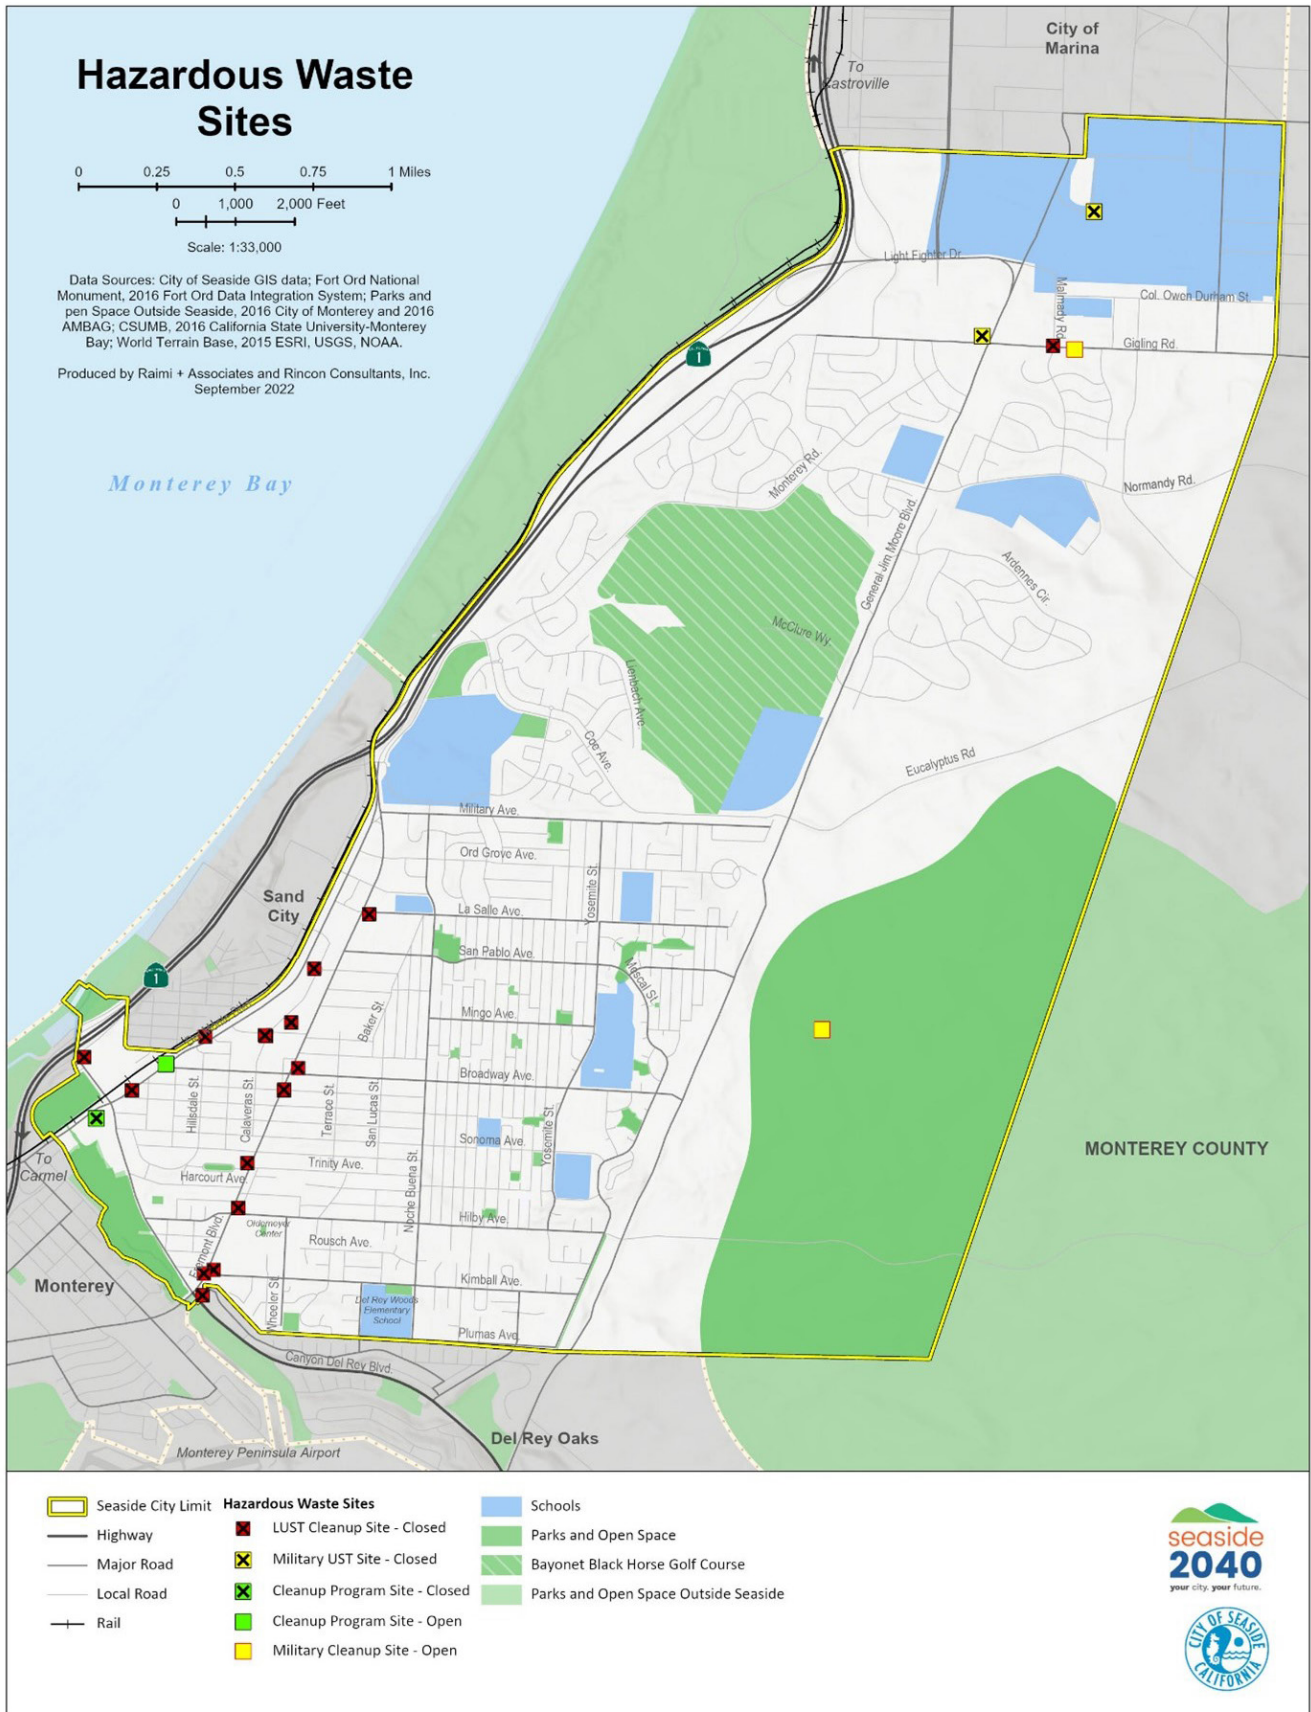 Hazardous Waste
Sites
0 0.25 0.5 0.75 1 Miles
0 1,000 2,000 Feet
Scale: 1:33,000
Data Sources: City of Seaside GIS data; Fort Ord National
Monument, 2016 Fort Ord Data Integration System; Parks and
pen Space Outside Seaside, 2016 City of Monterey and 2016
AMBAG; CSUMB, 2016 California State University-Monterey
Bay; World Terrain Base, 2015 ESRI, USGS, NOAA.
Produced by Raimi + Associates and Rincon Consultants, Inc.
September 2022
City of
Marina
To
Castroville
Light Fighter Dr.
Malmady Rd.
Col. Owen Durham St.
Gigling Rd.
1
Monterey Bay
Monterey Rd.
Normandy Rd.
General Jim Moore Blvd.
Ardennes Cir.
McClure Wy.
Lienbach Ave.
Coe Ave.
Eucalyptus Rd
Military Ave.
Ord Grove Ave.
Yosemite St.
Sand
City
La Salle Ave.
San Pablo Ave.
Mescal St.
1
Mingo Ave.
Baker St.
Broadway Ave.
Hillsdale St.
Calaveras St.
Terrace St.
San Lucas St.
Sonoma Ave.
Yosemite St.
MONTEREY COUNTY
To
Carmel
Trinity Ave.
Harcourt Ave.
Noche Buena St.
Hilby Ave.
Oldemeyer
Center
Fremont Blvd.
Rousch Ave.
Monterey
Kimball Ave.
Wheeler St.
Del Rey Woods
Elementary
School
Plumas Ave.
Canyon Del Rey Blvd.
Del Rey Oaks
Monterey Peninsula Airport
Seaside City Limit
Highway
Major Road
Local Road
Rail
Hazardous Waste Sites
LUST Cleanup Site - Closed
Military UST Site - Closed
Cleanup Program Site - Closed
Cleanup Program Site - Open
Military Cleanup Site - Open
Schools
Parks and Open Space
Bayonet Black Horse Golf Course
Parks and Open Space Outside Seaside
seaside
2040
your city. your future.
CITY OF SEASIDE
CALIFORNIA